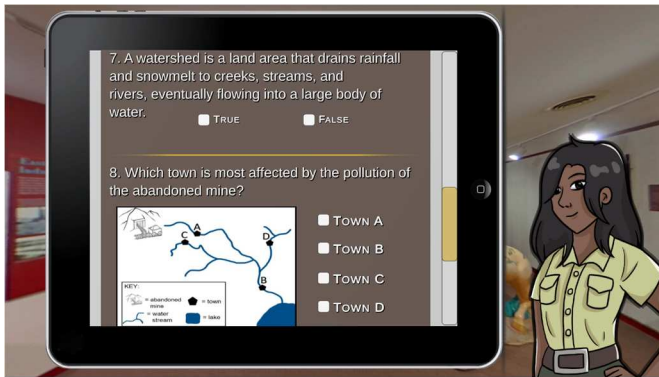 7. A watershed is a land area that drains rainfall
and snowmelt to creeks, streams, and
rivers, eventually flowing into a large body of
water.
TRUE
FALSE
8. Which town is most affected by the pollution of
the abandoned mine?
A
C
D
B
KEY:
= abandoned
mine
= town
= water
stream
= lake
TOWN A
TOWN B
TOWN C
TOWN D